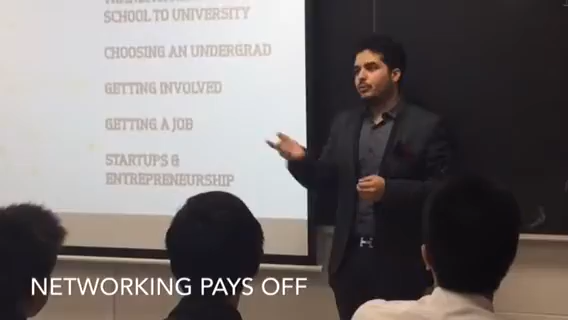 SCHOOL TO UNIVERSITY
CHOOSING AN UNDERGRAD
GETTING INVOLVED
GETTING A JOB
STARTUPS &
ENTREPRENEURSHIP
NETWORKING PAYS OFF